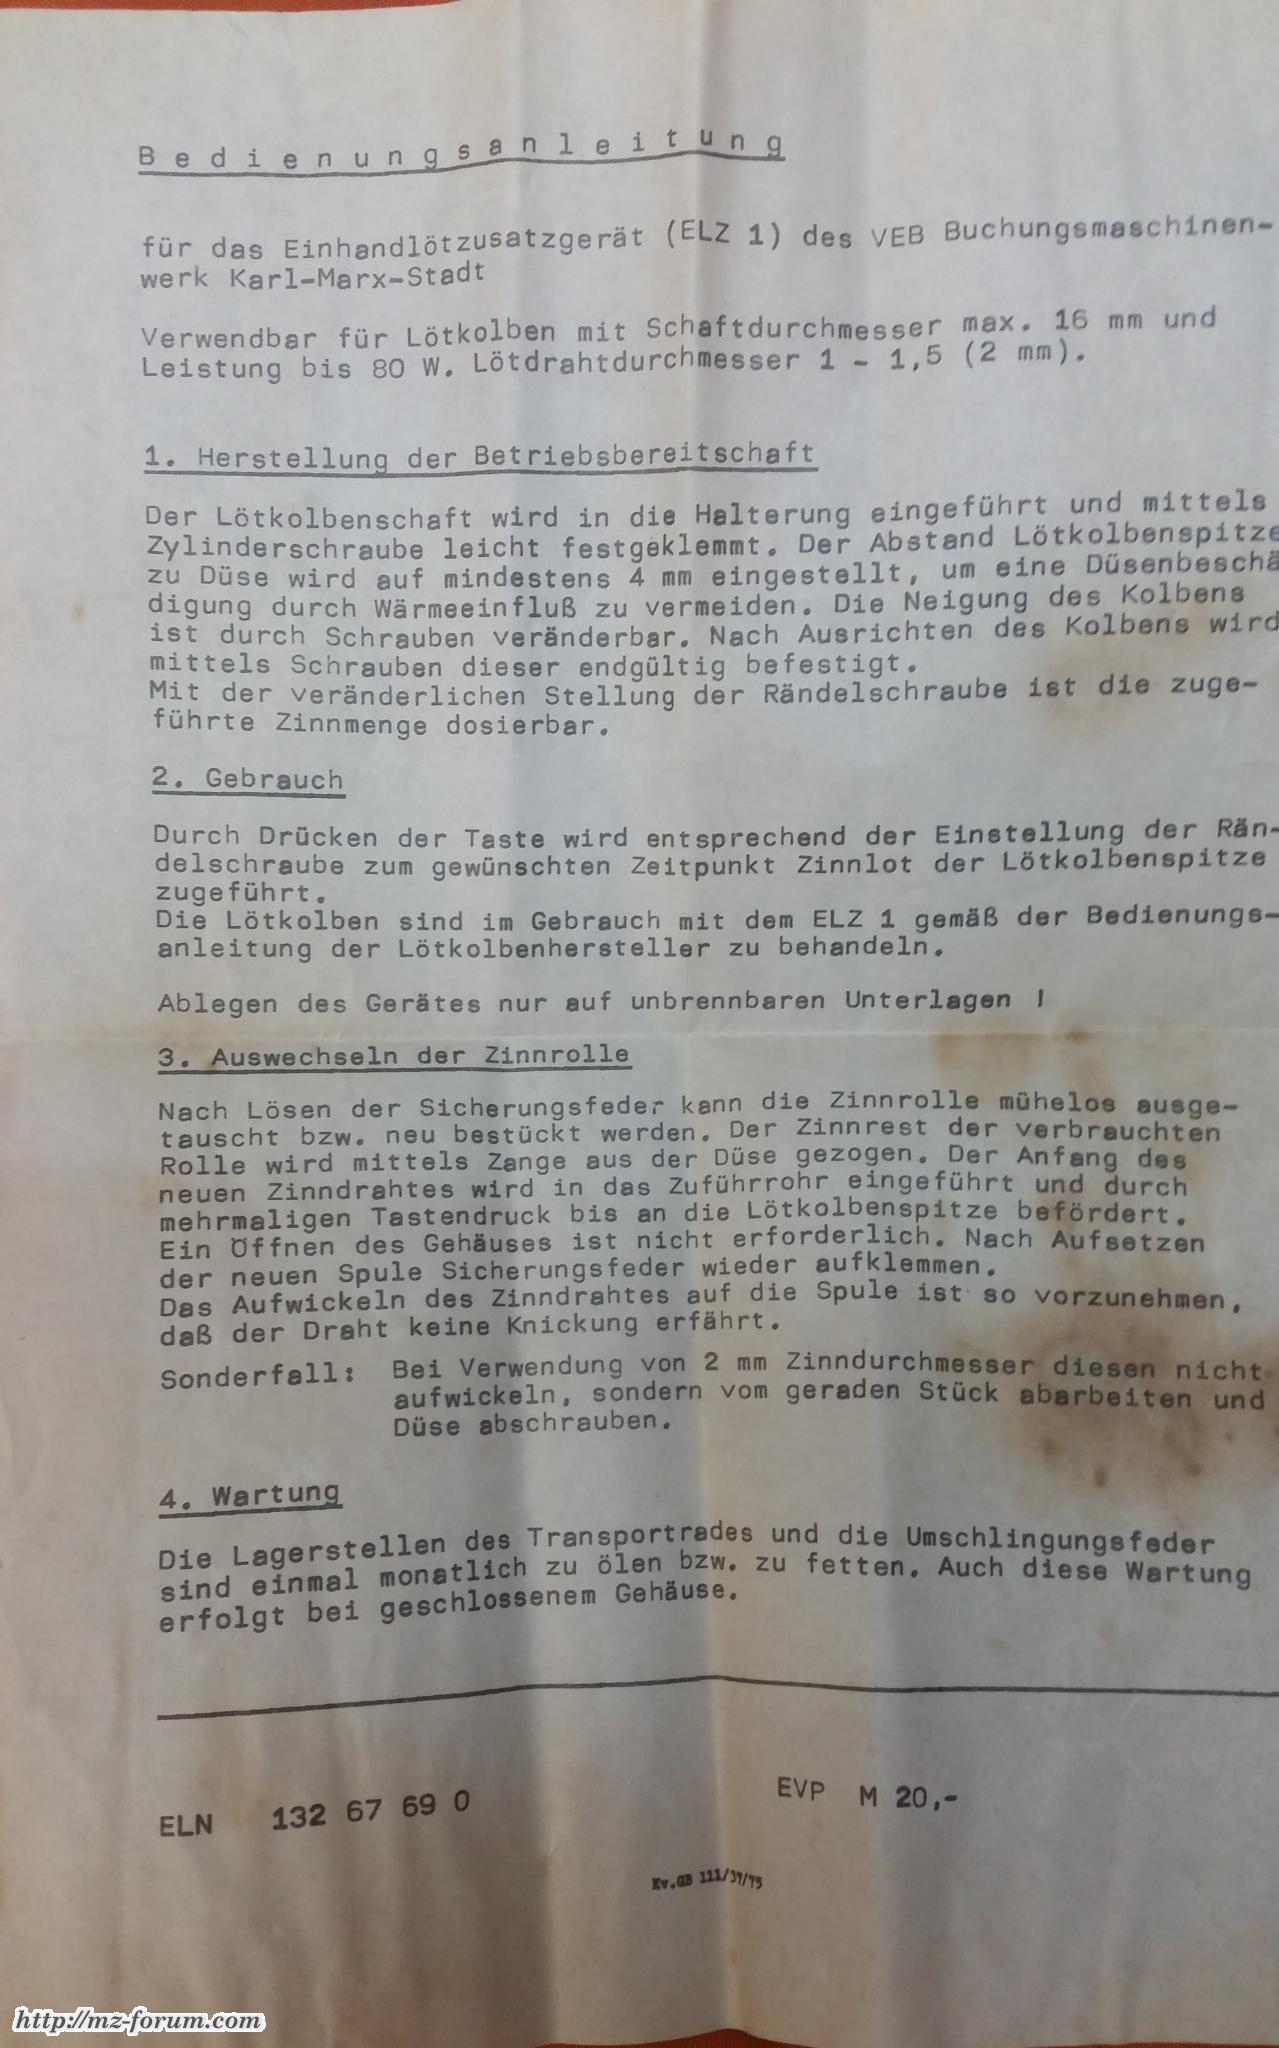 Bedienungsanleitung
für das Einhandlötzusatzgerät (ELZ 1) des VEB Buchungsmaschinen-
werk Karl-Marx-Stadt
Verwendbar für Lötkolben mit Schaftdurchmesser max. 16 mm und
Leistung bis 80 W. Lötdrahtdurchmesser 1 - 1,5 (2 mm).
1. Herstellung der Betriebsbereitschaft
Der Lötkolbenschaft wird in die Halterung eingeführt und mittels
Zylinderschraube leicht festgeklemmt. Der Abstand Lötkolbenspitze
zu Düse wird auf mindestens 4 mm eingestellt, um eine Düsenbeschä
digung durch Wärmeeinfluß zu vermeiden. Die Neigung des Kolbens
ist durch Schrauben veränderbar. Nach Ausrichten des Kolbens wird
mittels Schrauben dieser endgültig befestigt.
Mit der veränderlichen Stellung der Rändelschraube ist die zuge-
führte Zinnmenge dosierbar.
2. Gebrauch
Durch Drücken der Taste wird entsprechend der Einstellung der Rän-
delschraube zum gewünschten Zeitpunkt Zinnlot der Lötkolbenspitze
zugeführt.
Die Lötkolben sind im Gebrauch mit dem ELZ 1 gemäß der Bedienungs-
anleitung der Lötkolbenhersteller zu behandeln.
Ablegen des Gerätes nur auf unbrennbaren Unterlagen !
3. Auswechseln der Zinnrolle
Nach Lösen der Sicherungsfeder kann die Zinnrolle mühelos ausge-
tauscht bzw. neu bestückt werden. Der Zinnrest der verbrauchten
Rolle wird mittels Zange aus der Düse gezogen. Der Anfang des
neuen Zinndrahtes wird in das Zuführrohr eingeführt und durch
mehrmaligen Tastendruck bis an die Lötkolbenspitze befördert.
Ein Öffnen des Gehäuses ist nicht erforderlich. Nach Aufsetzen
der neuen Spule Sicherungsfeder wieder aufklemmen.
Das Aufwickeln des Zinndrahtes auf die Spule ist so vorzunehmen,
daß der Draht keine Knickung erfährt.
Sonderfall: Bei Verwendung von 2 mm Zinndurchmesser diesen nicht
aufwickeln, sondern vom geraden Stück abarbeiten und
Düse abschrauben.
4. Wartung
Die Lagerstellen des Transportrades und die Umschlingungsfeder
sind einmal monatlich zu ölen bzw. zu fetten. Auch diese Wartung
erfolgt bei geschlossenem Gehäuse.
ELN 132 67 69 0 EVP M 20,-
Kv.GB 111/37/75
http://mz-forum.com